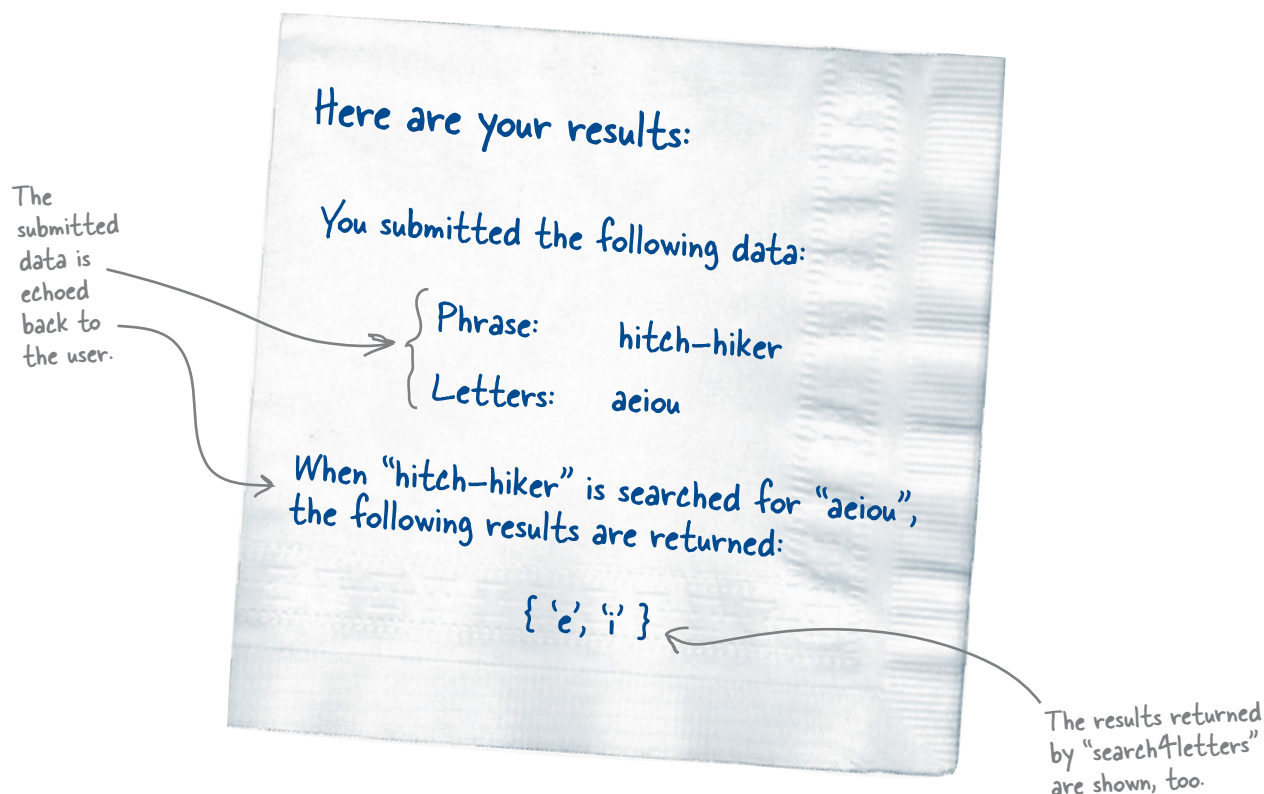 Here are your results:
The
submitted
data is
echoed
back to
the user.
You submitted the following data:
Phrase: hitch-hiker
Letters: aeiou
When “hitch-hiker” is searched for “aeiou”,
the following results are returned:
{ ‘e’, ‘i’ }
The results returned
by “search4letters”
are shown, too.